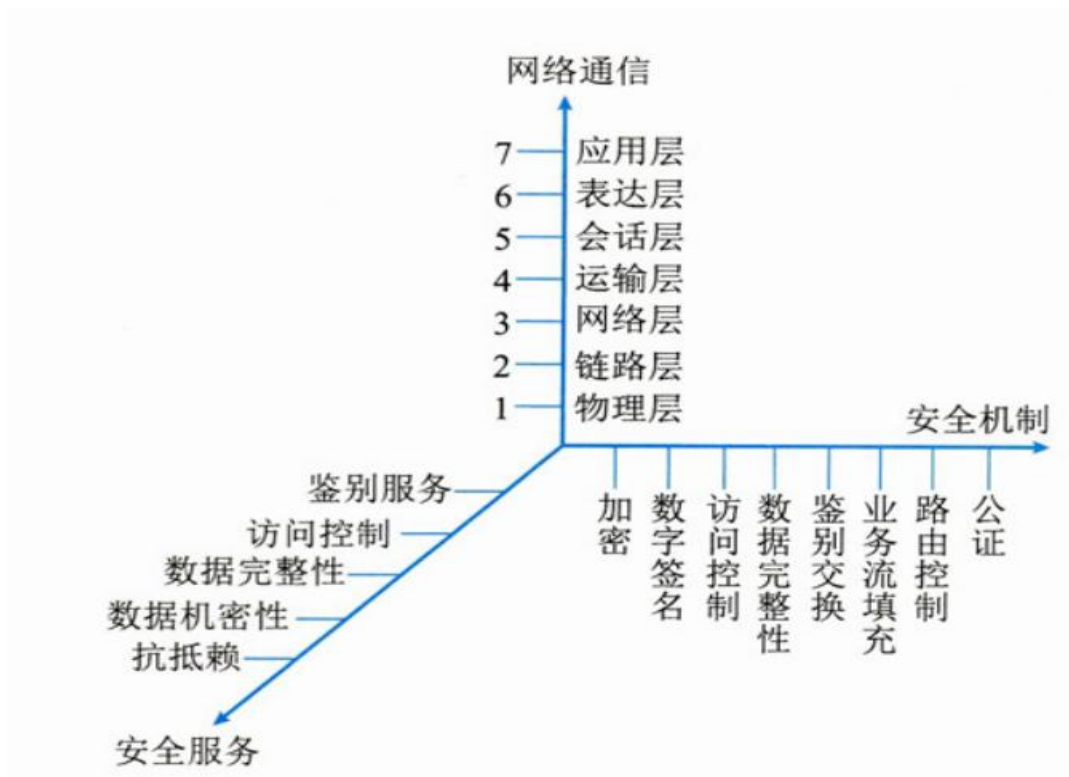 网络通信
7 应用层
6 表达层
5 会话层
4 运输层
3 网络层
2 链路层
1 物理层
安全机制
加密
数字签名
访问控制
数据完整性
鉴别交换
业务流填充
路由控制
公证
鉴别服务
访问控制
数据完整性
数据机密性
抗抵赖
安全服务